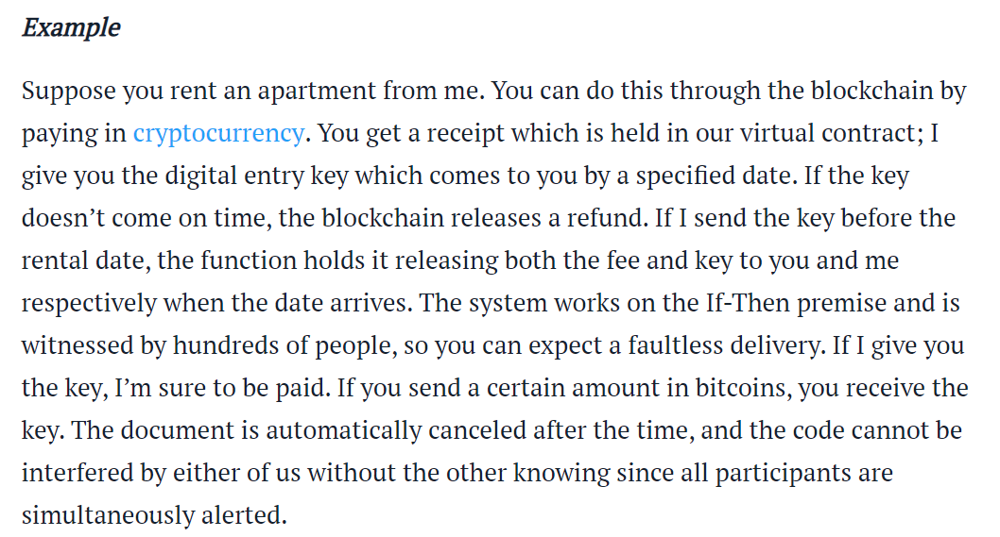 Example
Suppose you rent an apartment from me. You can do this through the blockchain by
paying in cryptocurrency. You get a receipt which is held in our virtual contract; I
give you the digital entry key which comes to you by a specified date. If the key
doesn’t come on time, the blockchain releases a refund. If I send the key before the
rental date, the function holds it releasing both the fee and key to you and me
respectively when the date arrives. The system works on the If-Then premise and is
witnessed by hundreds of people, so you can expect a faultless delivery. If I give you
the key, I’m sure to be paid. If you send a certain amount in bitcoins, you receive the
key. The document is automatically canceled after the time, and the code cannot be
interfered by either of us without the other knowing since all participants are
simultaneously alerted.